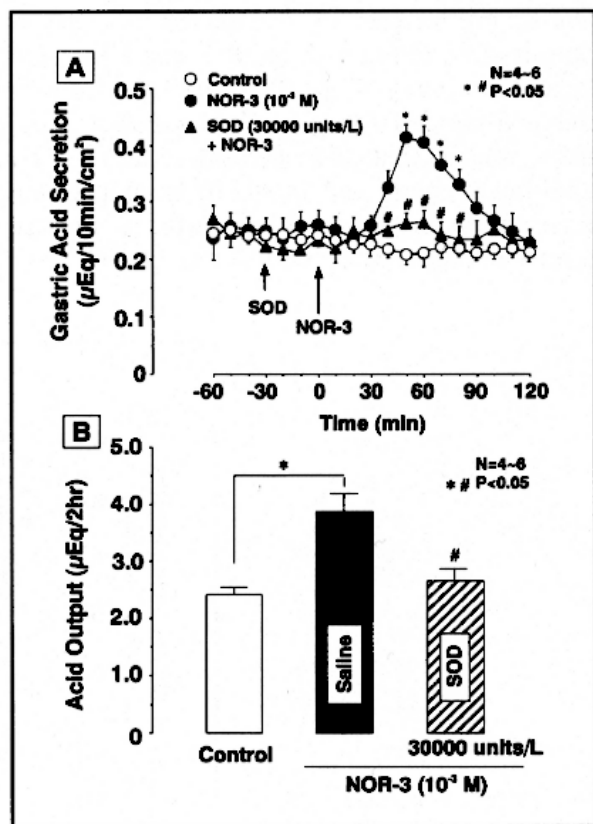 A
Control
NOR-3 (10⁻³ M)
SOD (30000 units/L)
+ NOR-3
N=4~6
* # P<0.05
Gastric Acid Secretion
(µEq/10min/cm²)
0.5
0.4
0.3
0.2
0.1
0
* * * *
# # # # #
SOD
NOR-3
-60 -30 0 30 60 90 120
Time (min)
B
Acid Output (µEq/2hr)
5.0
4.0
3.0
2.0
1.0
0
*
N=4~6
* # P<0.05
#
Saline
SOD
Control
30000 units/L
NOR-3 (10⁻³ M)